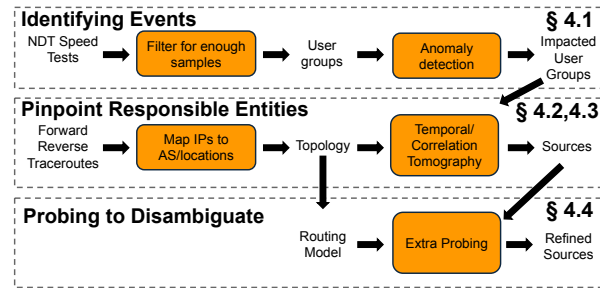 Identifying Events
§ 4.1
NDT Speed
Tests
Filter for enough
samples
User
groups
Anomaly
detection
Impacted
User
Groups
Pinpoint Responsible Entities
§ 4.2,4.3
Forward
Reverse
Traceroutes
Map IPs to
AS/locations
Topology
Temporal/
Correlation
Tomography
Sources
Probing to Disambiguate
§ 4.4
Routing
Model
Extra Probing
Refined
Sources